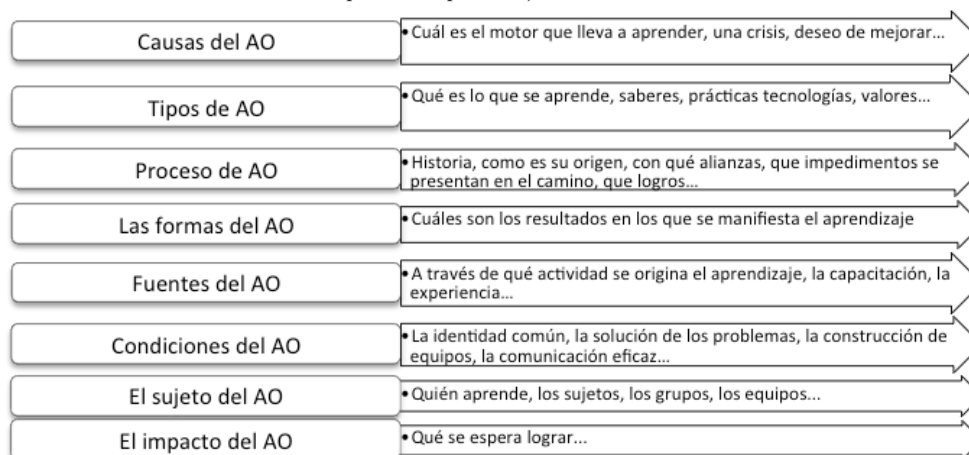 Causas del AO
•Cuál es el motor que lleva a aprender, una crisis, deseo de mejorar...
Tipos de AO
•Qué es lo que se aprende, saberes, prácticas tecnologías, valores...
Proceso de AO
•Historia, como es su origen, con qué alianzas, que impedimentos se
presentan en el camino, que logros...
Las formas del AO
•Cuáles son los resultados en los que se manifiesta el aprendizaje
Fuentes del AO
•A través de qué actividad se origina el aprendizaje, la capacitación, la
experiencia...
Condiciones del AO
•La identidad común, la solución de los problemas, la construcción de
equipos, la comunicación eficaz...
El sujeto del AO
•Quién aprende, los sujetos, los grupos, los equipos...
El impacto del AO
•Qué se espera lograr...